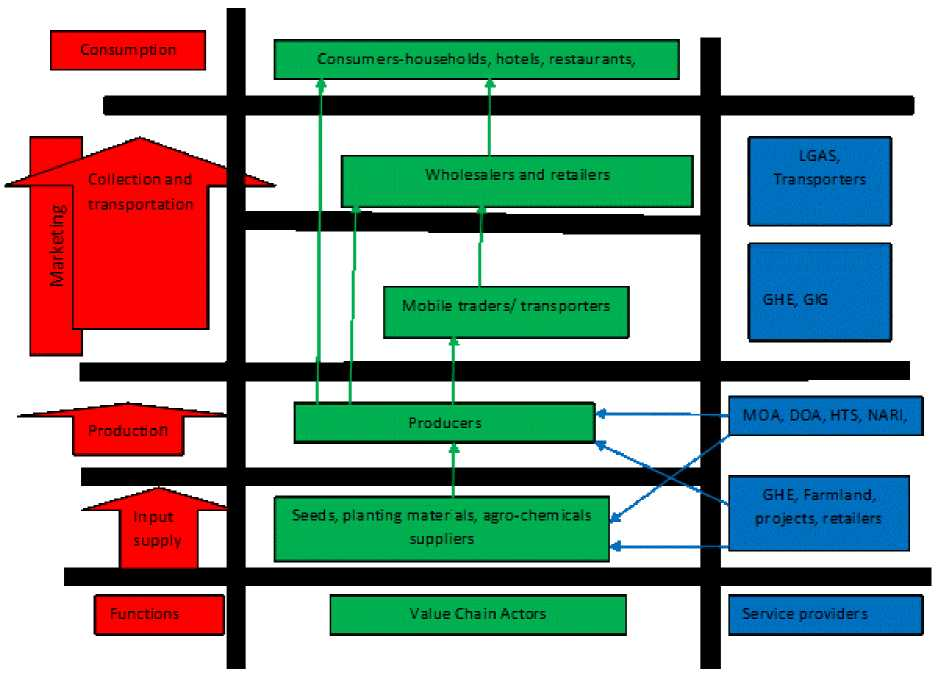 Consumption
Consumers-households, hotels, restaurants,
Marketing
Collection and
transportation
Wholesalers and retailers
LGAS,
Transporters
Mobile traders/ transporters
GHE, GIG
Production
Producers
MOA, DOA, HTS, NARI,
Input
supply
Seeds, planting materials, agro-chemicals
suppliers
GHE, Farmland,
projects, retailers
Functions
Value Chain Actors
Service providers